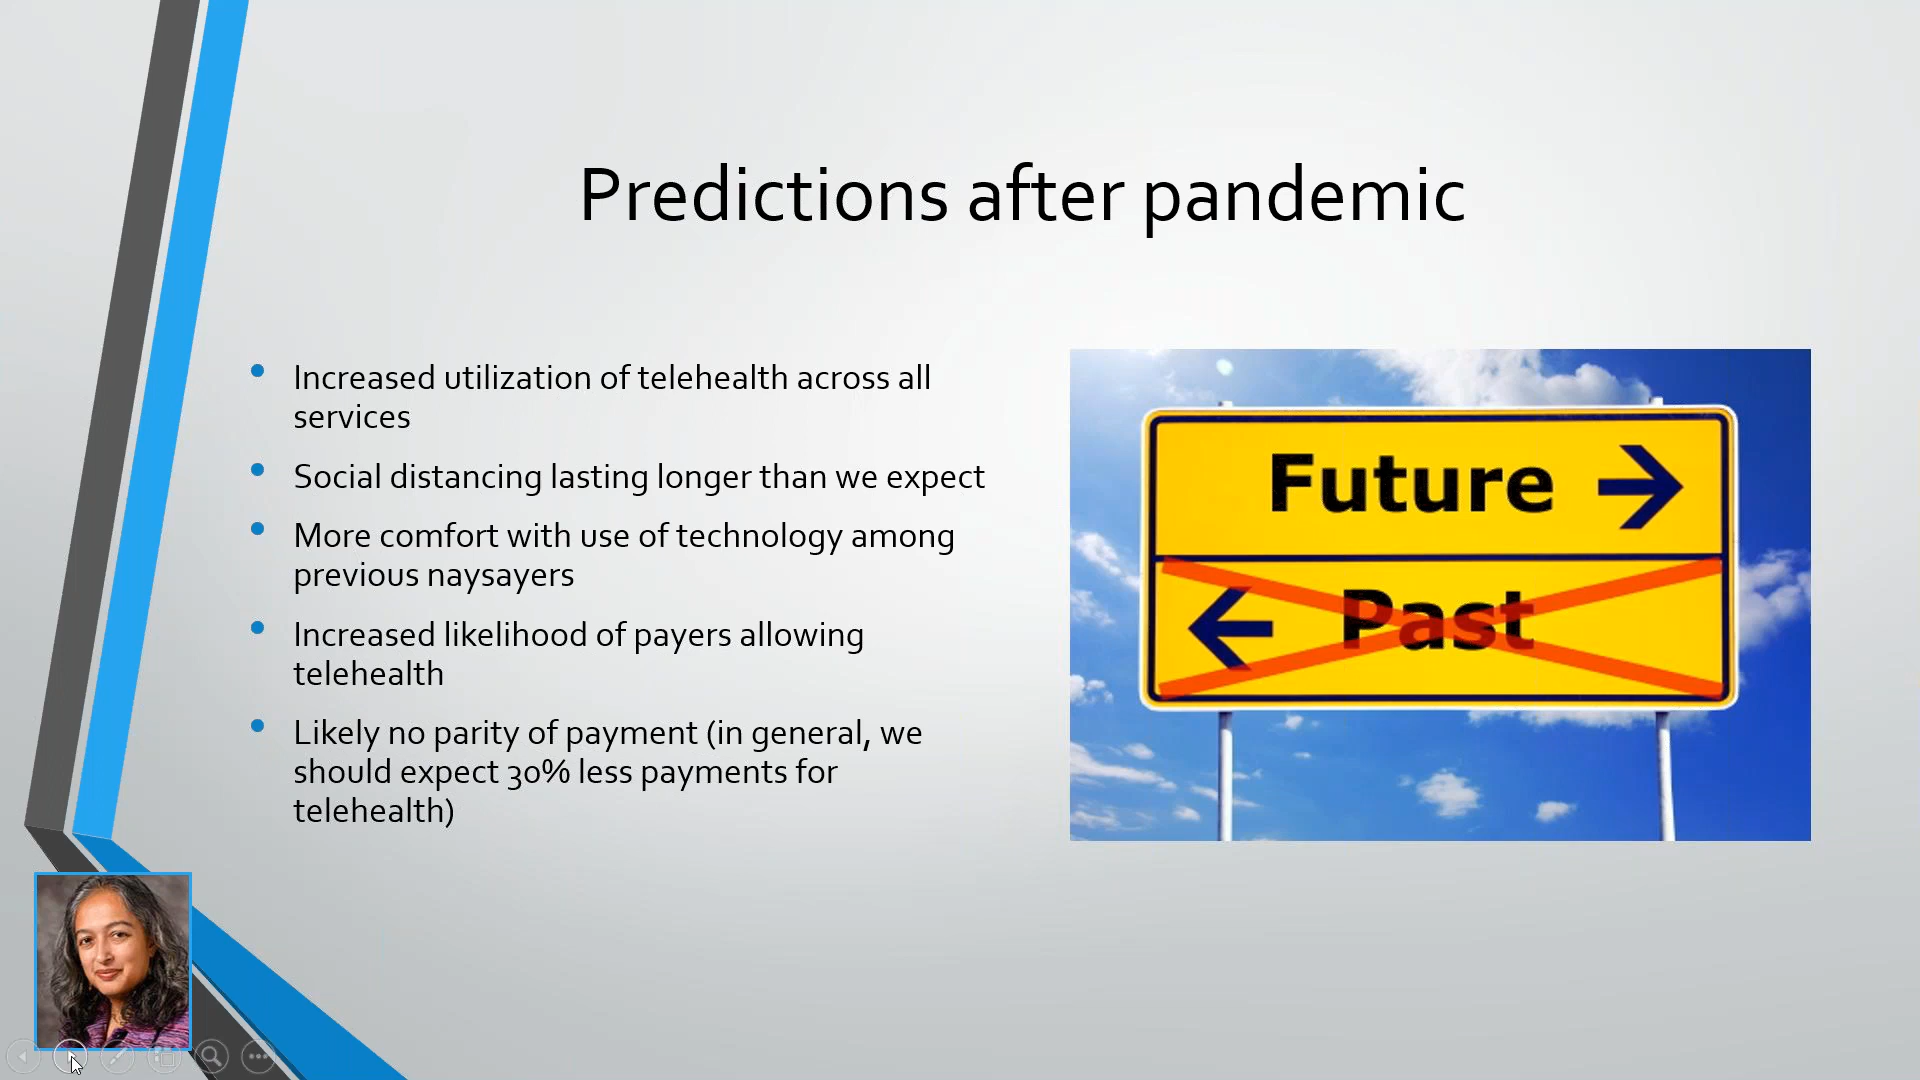 Predictions after pandemic
Increased utilization of telehealth across all
services
Social distancing lasting longer than we expect
More comfort with use of technology among
previous naysayers
Increased likelihood of payers allowing
telehealth
Likely no parity of payment (in general, we
should expect 30% less payments for
telehealth)
Future
Past